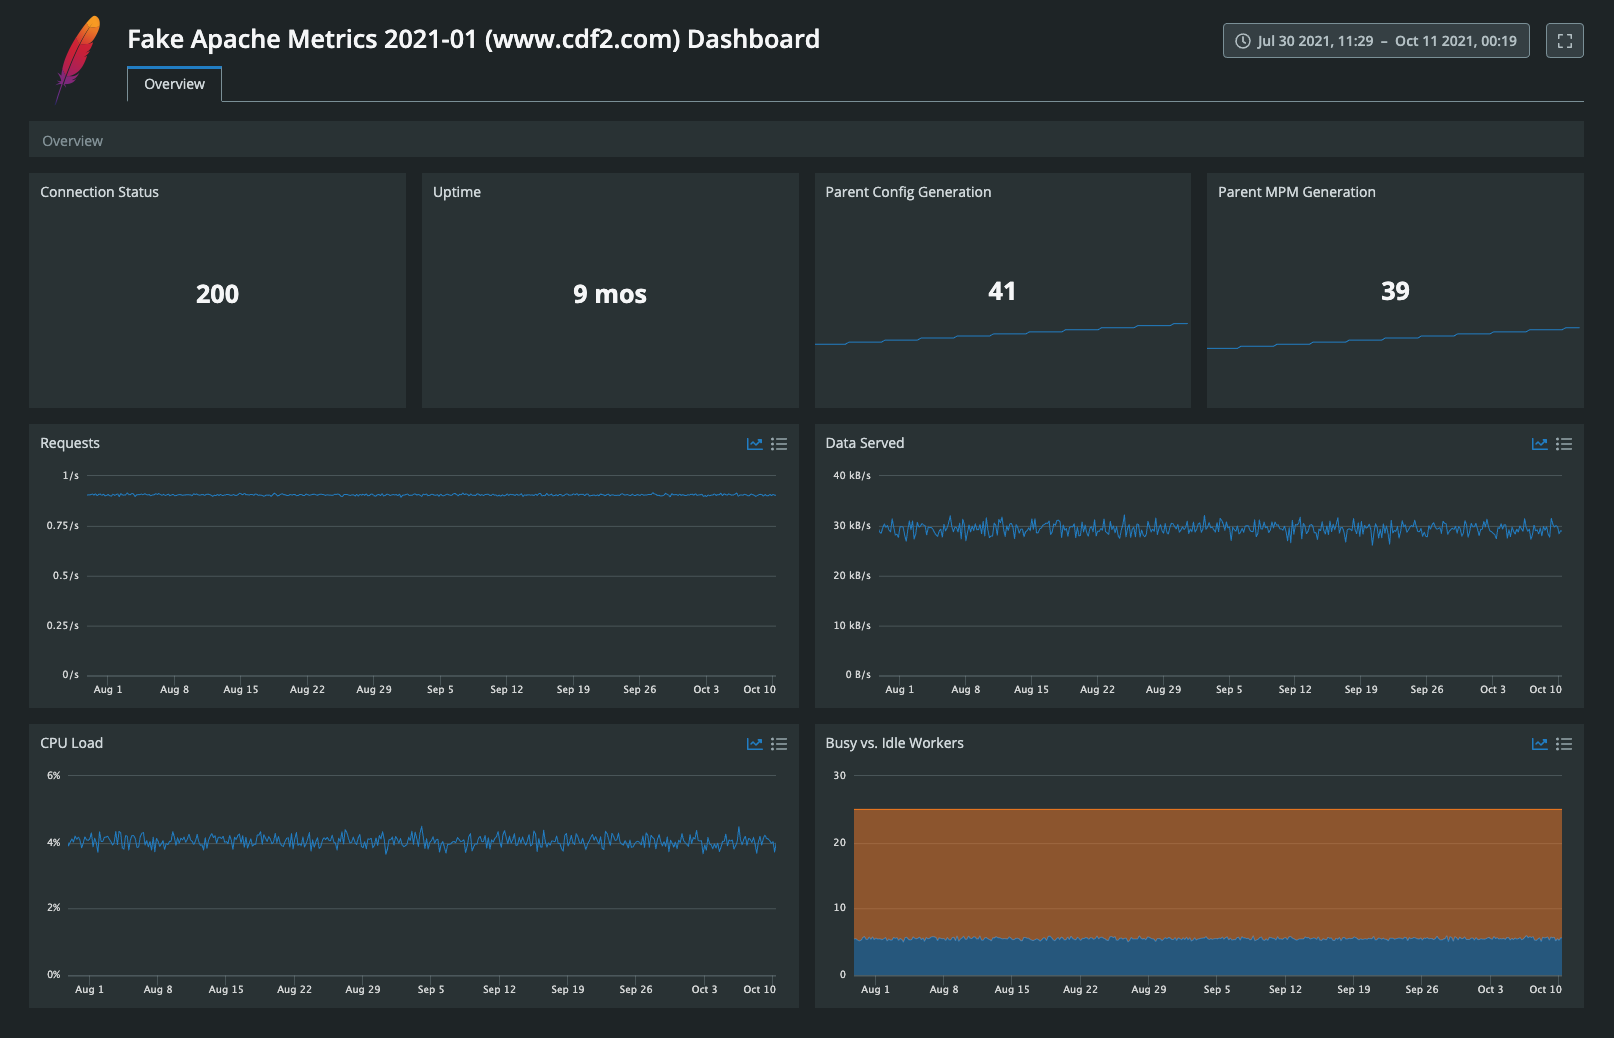 Fake Apache Metrics 2021-01 (www.cdf2.com) Dashboard
Jul 30 2021, 11:29 – Oct 11 2021, 00:19
Overview
Overview
Connection Status
200
Uptime
9 mos
Parent Config Generation
41
Parent MPM Generation
39
Requests
1/s
0.75/s
0.5/s
0.25/s
0/s
Aug 1 Aug 8 Aug 15 Aug 22 Aug 29 Sep 5 Sep 12 Sep 19 Sep 26 Oct 3 Oct 10
Data Served
40 kB/s
30 kB/s
20 kB/s
10 kB/s
0 B/s
Aug 1 Aug 8 Aug 15 Aug 22 Aug 29 Sep 5 Sep 12 Sep 19 Sep 26 Oct 3 Oct 10
CPU Load
6%
4%
2%
0%
Aug 1 Aug 8 Aug 15 Aug 22 Aug 29 Sep 5 Sep 12 Sep 19 Sep 26 Oct 3 Oct 10
Busy vs. Idle Workers
30
20
10
0
Aug 1 Aug 8 Aug 15 Aug 22 Aug 29 Sep 5 Sep 12 Sep 19 Sep 26 Oct 3 Oct 10